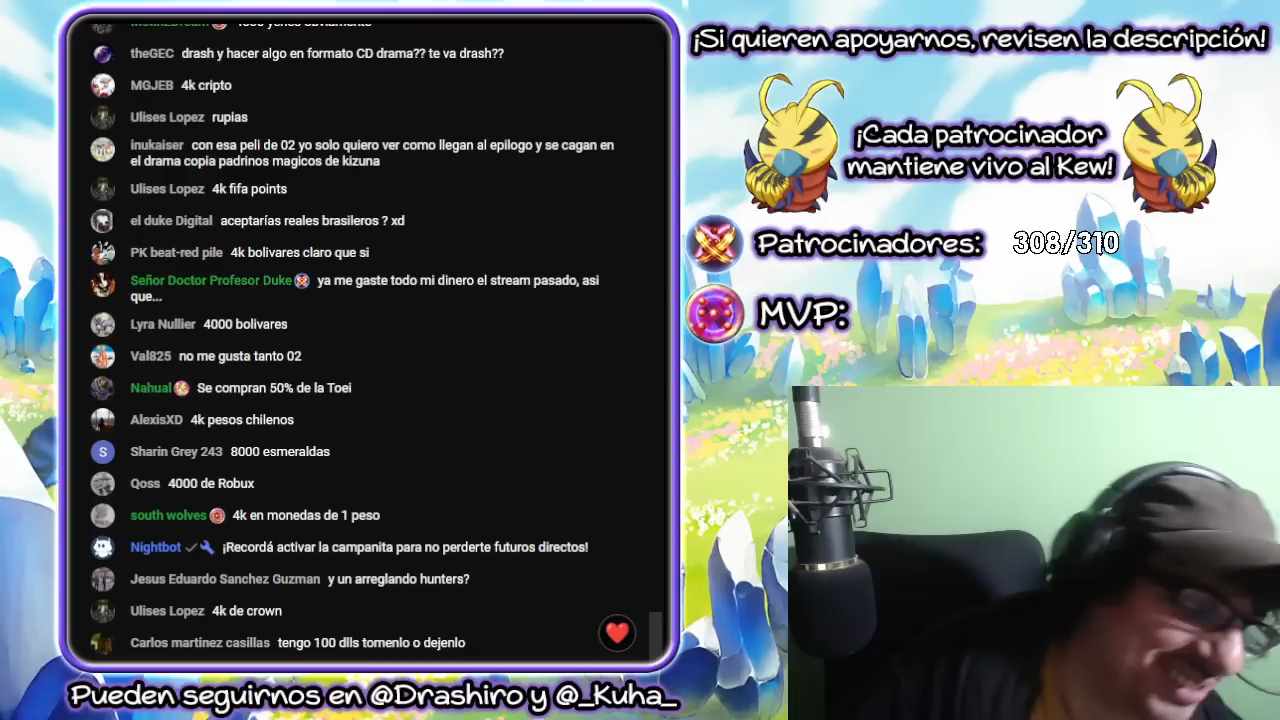 theGEC drash y hacer algo en formato CD drama?? te va drash??
MGJEB 4k cripto
Ulises Lopez rupias
inukaiser con esa peli de 02 yo solo quiero ver como llegan al epilogo y se cagan en
el drama copia padrinos magicos de kizuna
Ulises Lopez 4k fifa points
el duke Digital aceptarías reales brasileros ? xd
PK beat-red pile 4k bolivares claro que si
Señor Doctor Profesor Duke ya me gaste todo mi dinero el stream pasado, asi
que...
Lyra Nullier 4000 bolivares
Val825 no me gusta tanto 02
Nahual Se compran 50% de la Toei
AlexisXD 4k pesos chilenos
S Sharin Grey 243 8000 esmeraldas
Qoss 4000 de Robux
south wolves 4k en monedas de 1 peso
Nightbot ¡Recordá activar la campanita para no perderte futuros directos!
Jesus Eduardo Sanchez Guzman y un arreglando hunters?
Ulises Lopez 4k de crown
Carlos martinez casillas tengo 100 dlls tomenlo o dejenlo
Pueden seguirnos en @Drashiro y @_Kuha_
¡Si quieren apoyarnos, revisen la descripción!
¡Cada patrocinador
mantiene vivo al Kew!
Patrocinadores: 308/310
MVP: